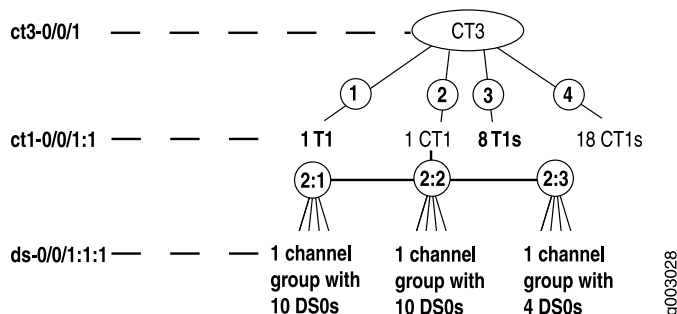 ct3-0/0/1
CT3
1
2
3
4
ct1-0/0/1:1
1 T1
1 CT1
8 T1s
18 CT1s
2:1
2:2
2:3
ds-0/0/1:1:1
1 channel
group with
10 DS0s
1 channel
group with
10 DS0s
1 channel
group with
4 DS0s
g003028